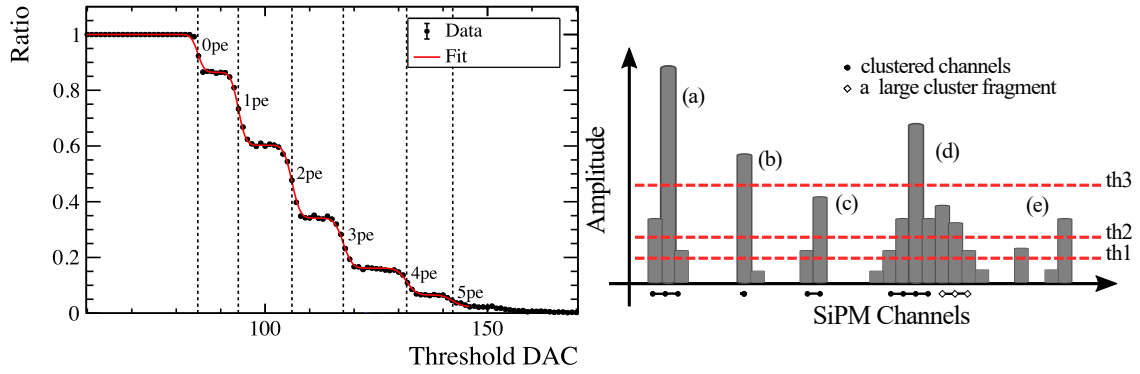 Ratio
1
0.8
0.6
0.4
0.2
0
0pe
1pe
2pe
3pe
4pe
5pe
Data
Fit
100
150
Threshold DAC
Amplitude
(a)
(b)
(c)
(d)
(e)
clustered channels
a large cluster fragment
th3
th2
th1
SiPM Channels